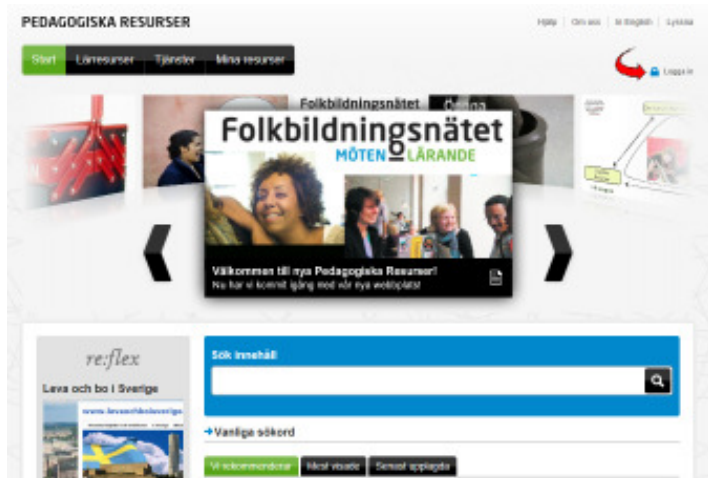 PEDAGOGISKA RESURSER
Hjälp | Om oss | In English | Lyssna
Start Lärresurser Tjänster Mina resurser
Logga in
Folkbildningsnätet
Öppna
Folkbildningsnätet
MÖTEN LÄRANDE
Välkommen till nya Pedagogiska Resurser!
Nu har vi kommit igång med vår nya webbplats!
re:flex
Leva och bo i Sverige
Sök innehåll
Vanliga sökord
Vi rekommenderar Mest visade Senast upplagda